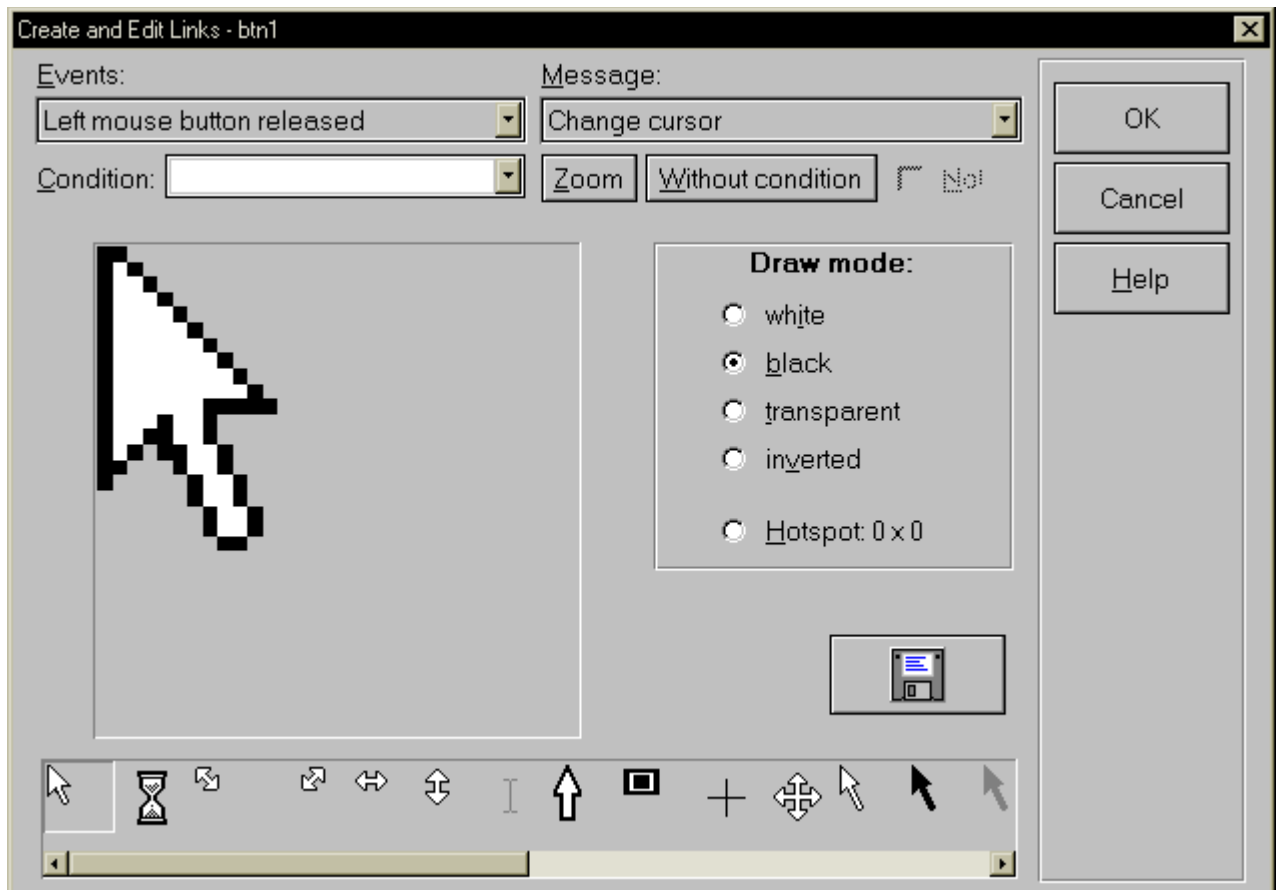 Create and Edit Links - btn1
Events:
Message:
Left mouse button released
Change cursor
OK
Condition:
Zoom
Without condition
No!
Cancel
Help
Draw mode:
white
black
transparent
inverted
Hotspot: 0 x 0